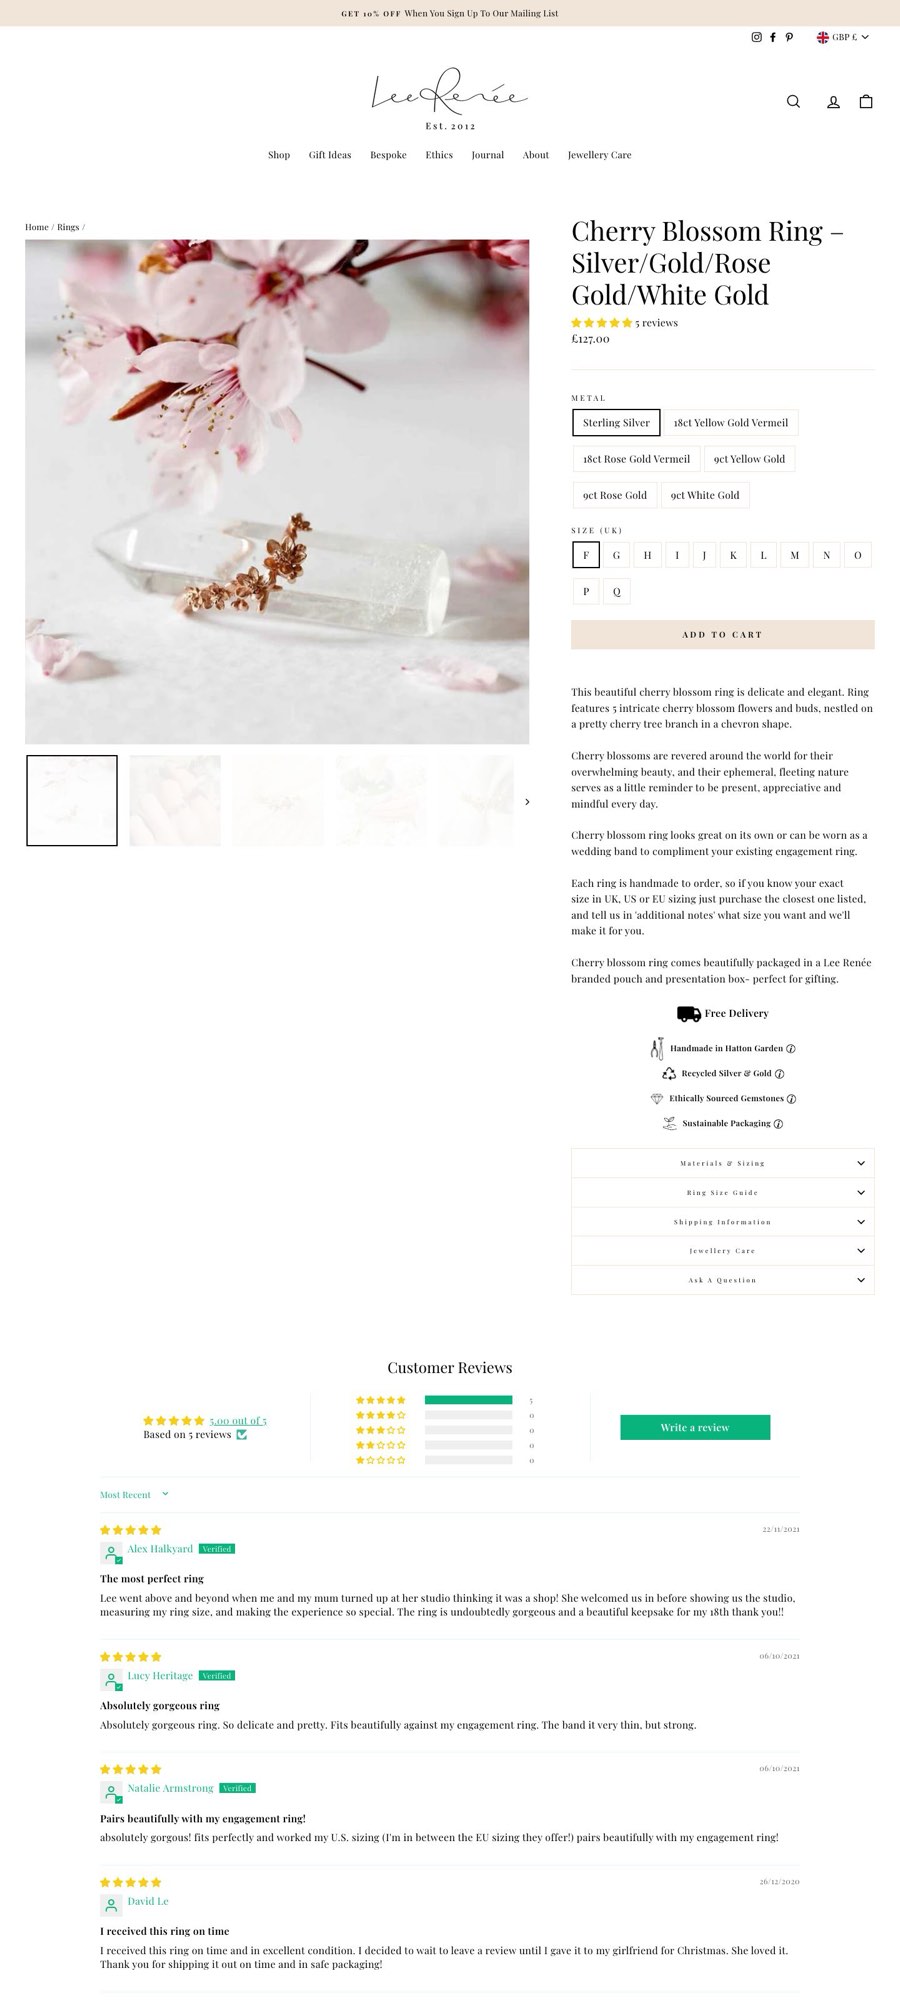 GET 10% OFF When You Sign Up To Our Mailing List
GBP £
Lee Renée
Est. 2012
Shop Gift Ideas Bespoke Ethics Journal About Jewellery Care
Home / Rings /
Cherry Blossom Ring –
Silver/Gold/Rose
Gold/White Gold
5 reviews
£127.00
METAL
Sterling Silver 18ct Yellow Gold Vermeil
18ct Rose Gold Vermeil 9ct Yellow Gold
9ct Rose Gold 9ct White Gold
SIZE (UK)
F G H I J K L M N O
P Q
ADD TO CART
This beautiful cherry blossom ring is delicate and elegant. Ring
features 5 intricate cherry blossom flowers and buds, nestled on
a pretty cherry tree branch in a chevron shape.
Cherry blossoms are revered around the world for their
overwhelming beauty, and their ephemeral, fleeting nature
serves as a little reminder to be present, appreciative and
mindful every day.
Cherry blossom ring looks great on its own or can be worn as a
wedding band to compliment your existing engagement ring.
Each ring is handmade to order, so if you know your exact
size in UK, US or EU sizing just purchase the closest one listed,
and tell us in 'additional notes' what size you want and we'll
make it for you.
Cherry blossom ring comes beautifully packaged in a Lee Renée
branded pouch and presentation box- perfect for gifting.
Free Delivery
Handmade in Hatton Garden
Recycled Silver & Gold
Ethically Sourced Gemstones
Sustainable Packaging
Materials & Sizing
Ring Size Guide
Shipping Information
Jewellery Care
Ask A Question
Customer Reviews
5.00 out of 5
Based on 5 reviews
5
0
0
0
0
Write a review
Most Recent
22/11/2021
Alex Halkyard Verified
The most perfect ring
Lee went above and beyond when me and my mum turned up at her studio thinking it was a shop! She welcomed us in before showing us the studio,
measuring my ring size, and making the experience so special. The ring is undoubtedly gorgeous and a beautiful keepsake for my 18th thank you!!
06/10/2021
Lucy Heritage Verified
Absolutely gorgeous ring
Absolutely gorgeous ring. So delicate and pretty. Fits beautifully against my engagement ring. The band it very thin, but strong.
06/10/2021
Natalie Armstrong Verified
Pairs beautifully with my engagement ring!
absolutely gorgous! fits perfectly and worked my U.S. sizing (I'm in between the EU sizing they offer!) pairs beautifully with my engagement ring!
26/12/2020
David Le
I received this ring on time
I received this ring on time and in excellent condition. I decided to wait to leave a review until I gave it to my girlfriend for Christmas. She loved it.
Thank you for shipping it out on time and in safe packaging!